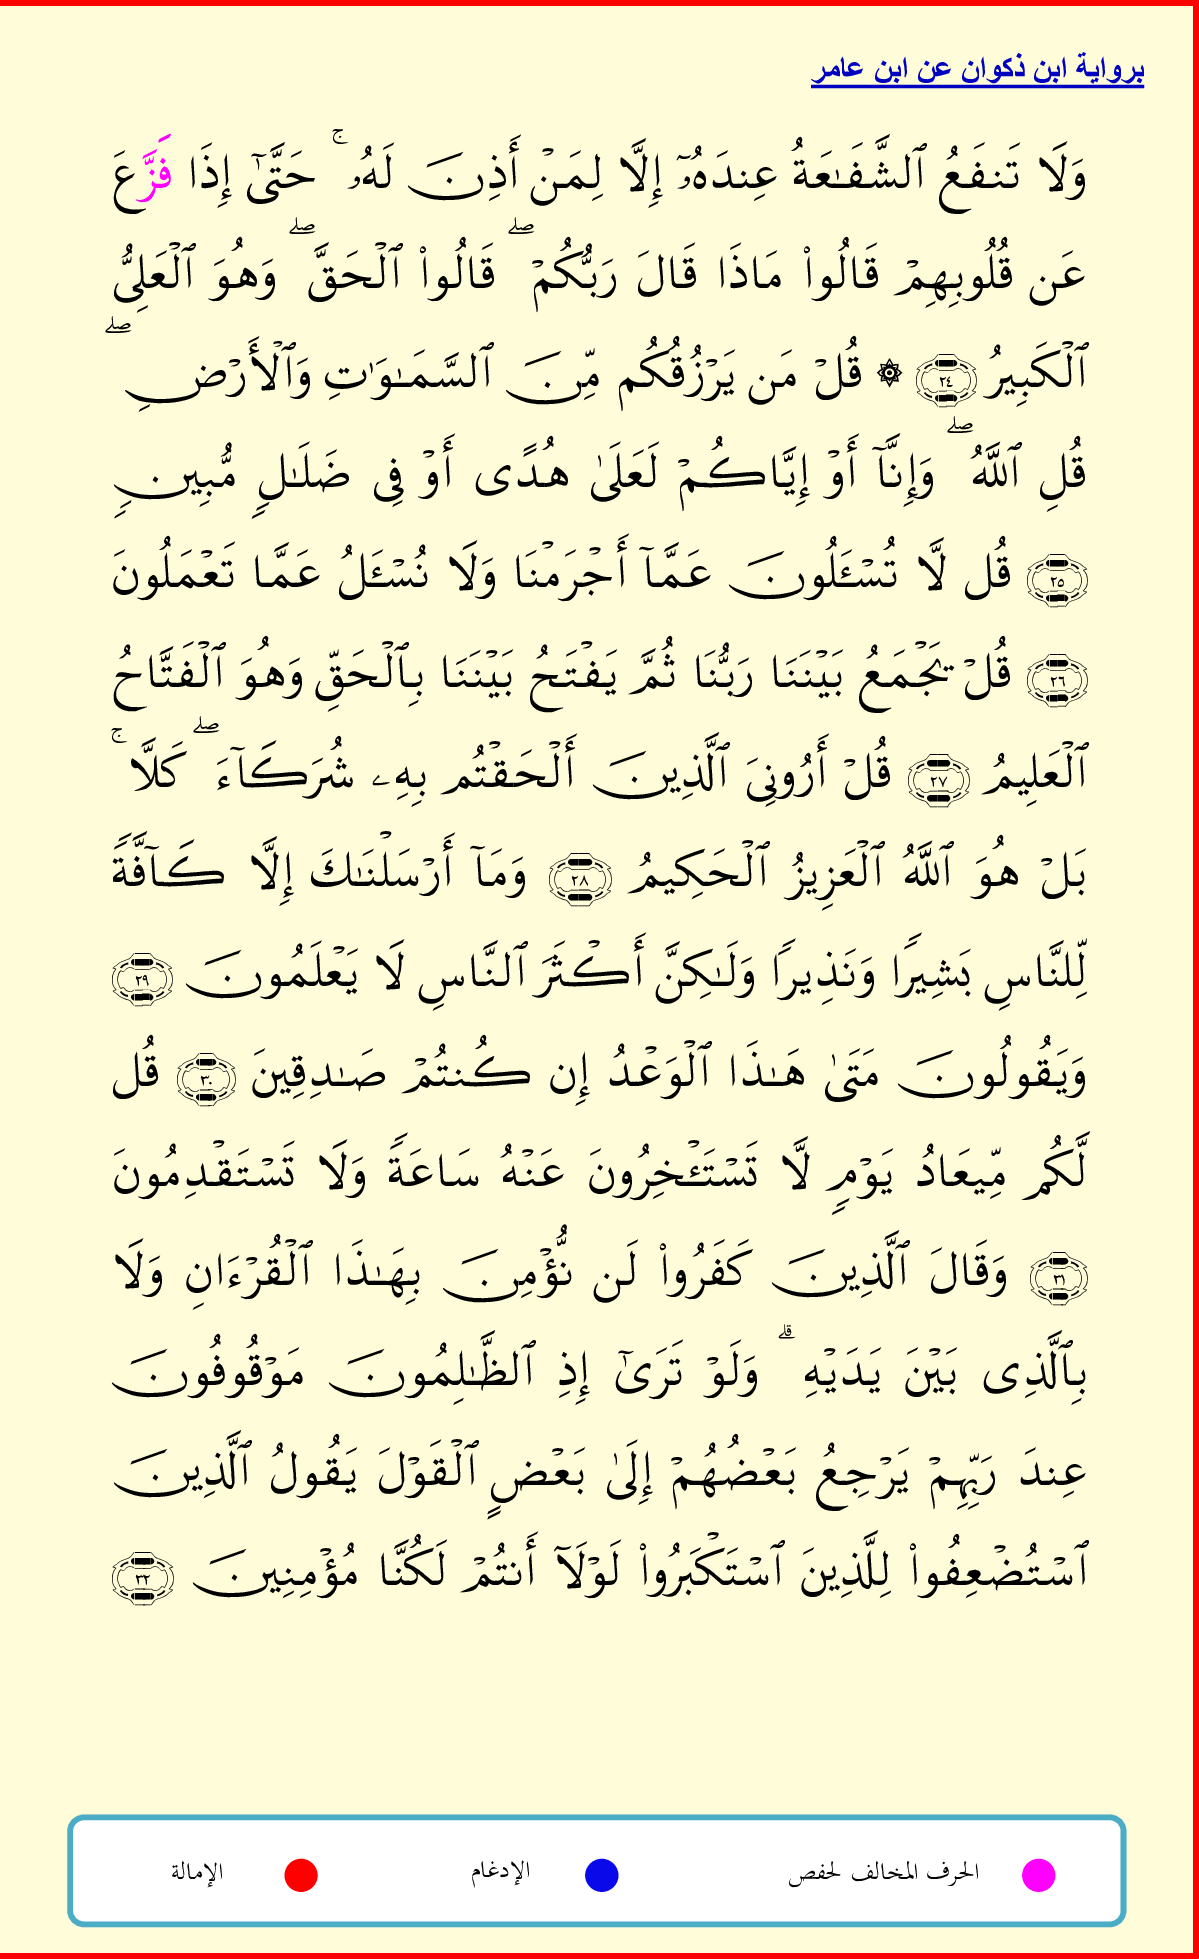 برواية ابن ذكوان عن ابن عامر
وَلَا تَنفَعُ ٱلشَّفَـٰعَةُ عِندَهُۥٓ إِلَّا لِمَنْ أَذِنَ لَهُۥ ۚ حَتَّىٰٓ إِذَا فَزَّعَ
عَن قُلُوبِهِمْ قَالُوا۟ مَاذَا قَالَ رَبُّكُمْ ۖ قَالُوا۟ ٱلْحَقَّ ۖ وَهُوَ ٱلْعَلِىُّ
ٱلْكَبِيرُ ٢٤ ۞ قُلْ مَن يَرْزُقُكُم مِّنَ ٱلسَّمَـٰوَٰتِ وَٱلْأَرْضِ ۖ
قُلِ ٱللَّهُ ۖ وَإِنَّآ أَوْ إِيَّاكُمْ لَعَلَىٰ هُدًى أَوْ فِى ضَلَـٰلٍ مُّبِينٍ
٢٥ قُل لَّا تُسْـَٔلُونَ عَمَّآ أَجْرَمْنَا وَلَا نُسْـَٔلُ عَمَّا تَعْمَلُونَ
٢٦ قُلْ يَجْمَعُ بَيْنَنَا رَبُّنَا ثُمَّ يَفْتَحُ بَيْنَنَا بِٱلْحَقِّ وَهُوَ ٱلْفَتَّاحُ
ٱلْعَلِيمُ ٢٧ قُلْ أَرُونِىَ ٱلَّذِينَ أَلْحَقْتُم بِهِۦ شُرَكَآءَ ۖ كَلَّا ۚ
بَلْ هُوَ ٱللَّهُ ٱلْعَزِيزُ ٱلْحَكِيمُ ٢٨ وَمَآ أَرْسَلْنَـٰكَ إِلَّا كَآفَّةً
لِّلنَّاسِ بَشِيرًا وَنَذِيرًا وَلَـٰكِنَّ أَكْثَرَ ٱلنَّاسِ لَا يَعْلَمُونَ ٢٩
وَيَقُولُونَ مَتَىٰ هَـٰذَا ٱلْوَعْدُ إِن كُنتُمْ صَـٰدِقِينَ ٣٠ قُل
لَّكُم مِّيعَادُ يَوْمٍ لَّا تَسْتَـْٔخِرُونَ عَنْهُ سَاعَةً وَلَا تَسْتَقْدِمُونَ
٣١ وَقَالَ ٱلَّذِينَ كَفَرُوا۟ لَن نُّؤْمِنَ بِهَـٰذَا ٱلْقُرْءَانِ وَلَا
بِٱلَّذِى بَيْنَ يَدَيْهِ ۗ وَلَوْ تَرَىٰٓ إِذِ ٱلظَّـٰلِمُونَ مَوْقُوفُونَ
عِندَ رَبِّهِمْ يَرْجِعُ بَعْضُهُمْ إِلَىٰ بَعْضٍ ٱلْقَوْلَ يَقُولُ ٱلَّذِينَ
ٱسْتُضْعِفُوا۟ لِلَّذِينَ ٱسْتَكْبَرُوا۟ لَوْلَآ أَنتُمْ لَكُنَّا مُؤْمِنِينَ ٣٢
الحرف المخالف لحفص الإدغام الإمالة